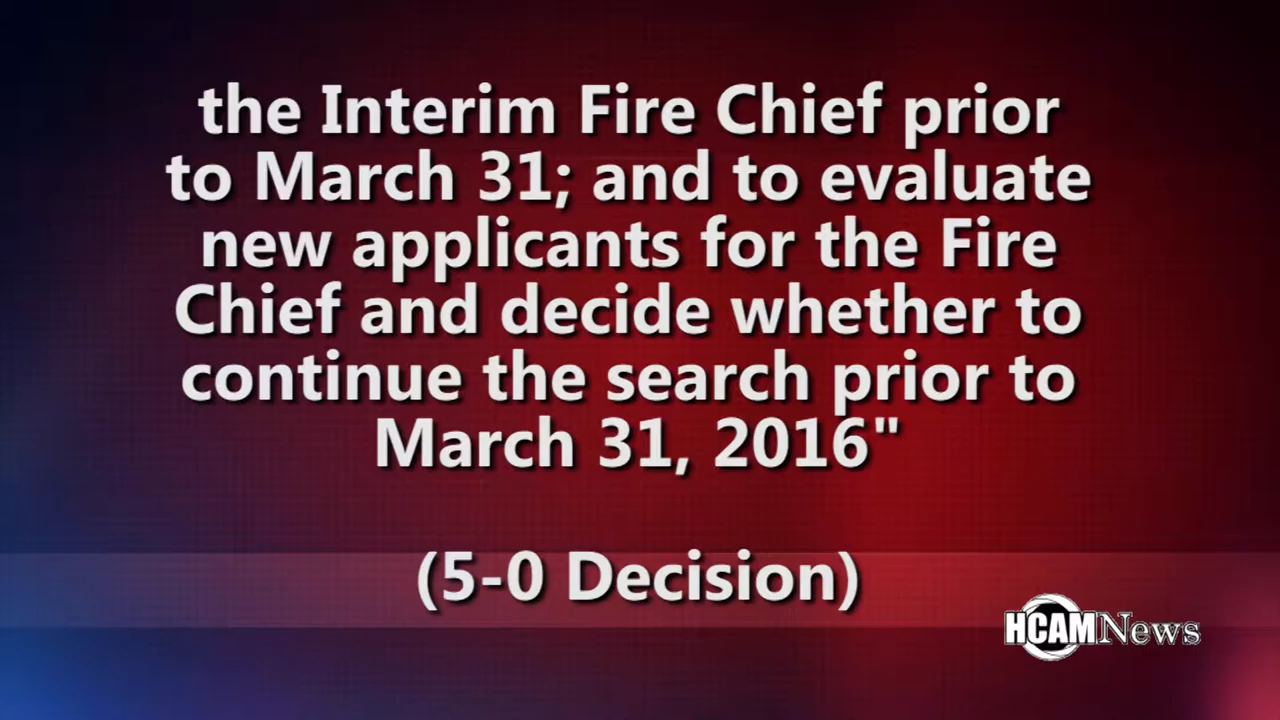 the Interim Fire Chief prior
to March 31; and to evaluate
new applicants for the Fire
Chief and decide whether to
continue the search prior to
March 31, 2016"
(5-0 Decision)
HCAMNews